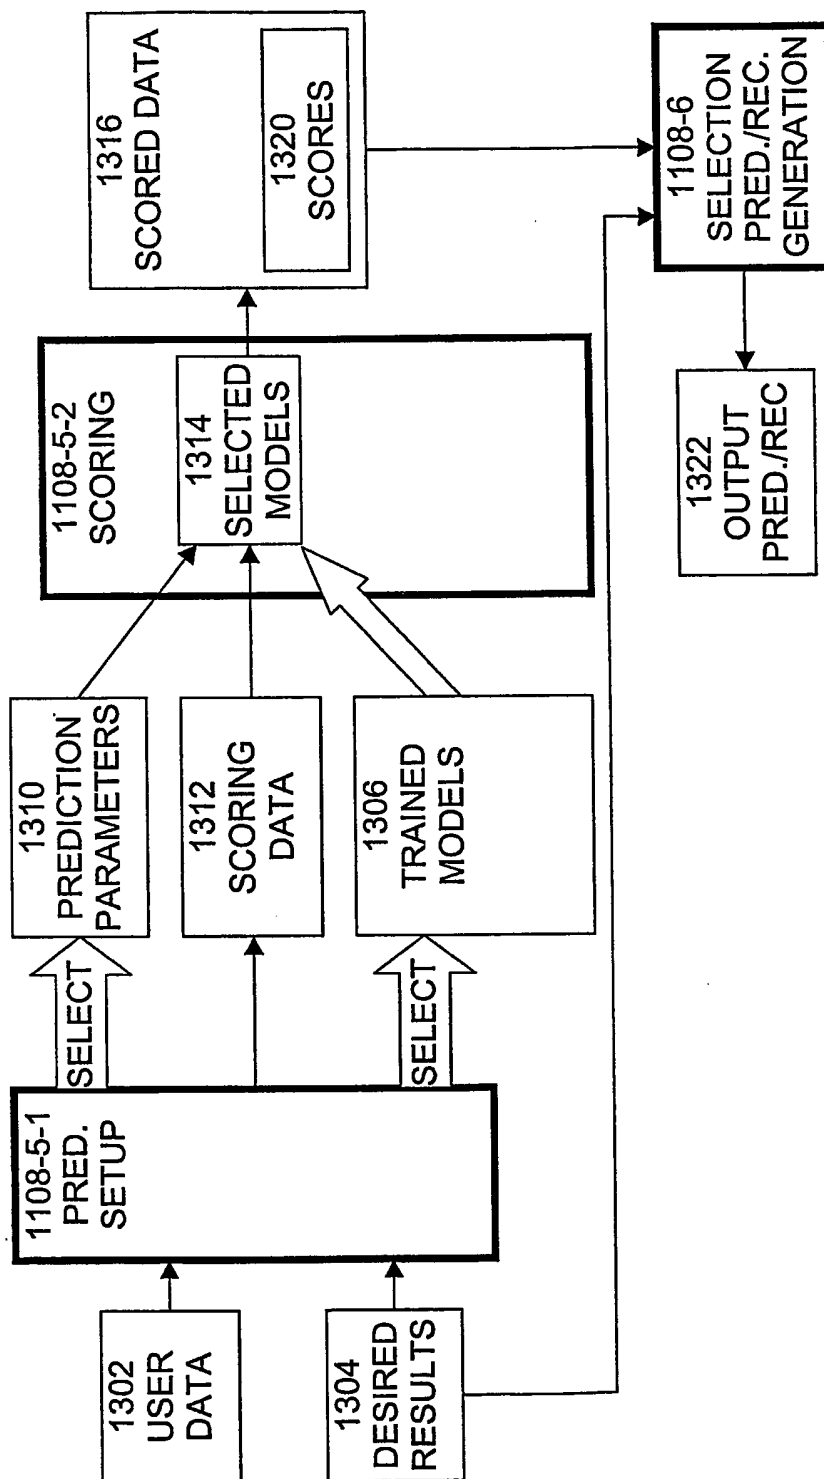 1302
USER
DATA
1304
DESIRED
RESULTS
1108-5-1
PRED.
SETUP
SELECT
SELECT
1310
PREDICTION
PARAMETERS
1312
SCORING
DATA
1306
TRAINED
MODELS
1108-5-2
SCORING
1314
SELECTED
MODELS
1316
SCORED DATA
1320
SCORES
1108-6
SELECTION
PRED./REC.
GENERATION
1322
OUTPUT
PRED./REC